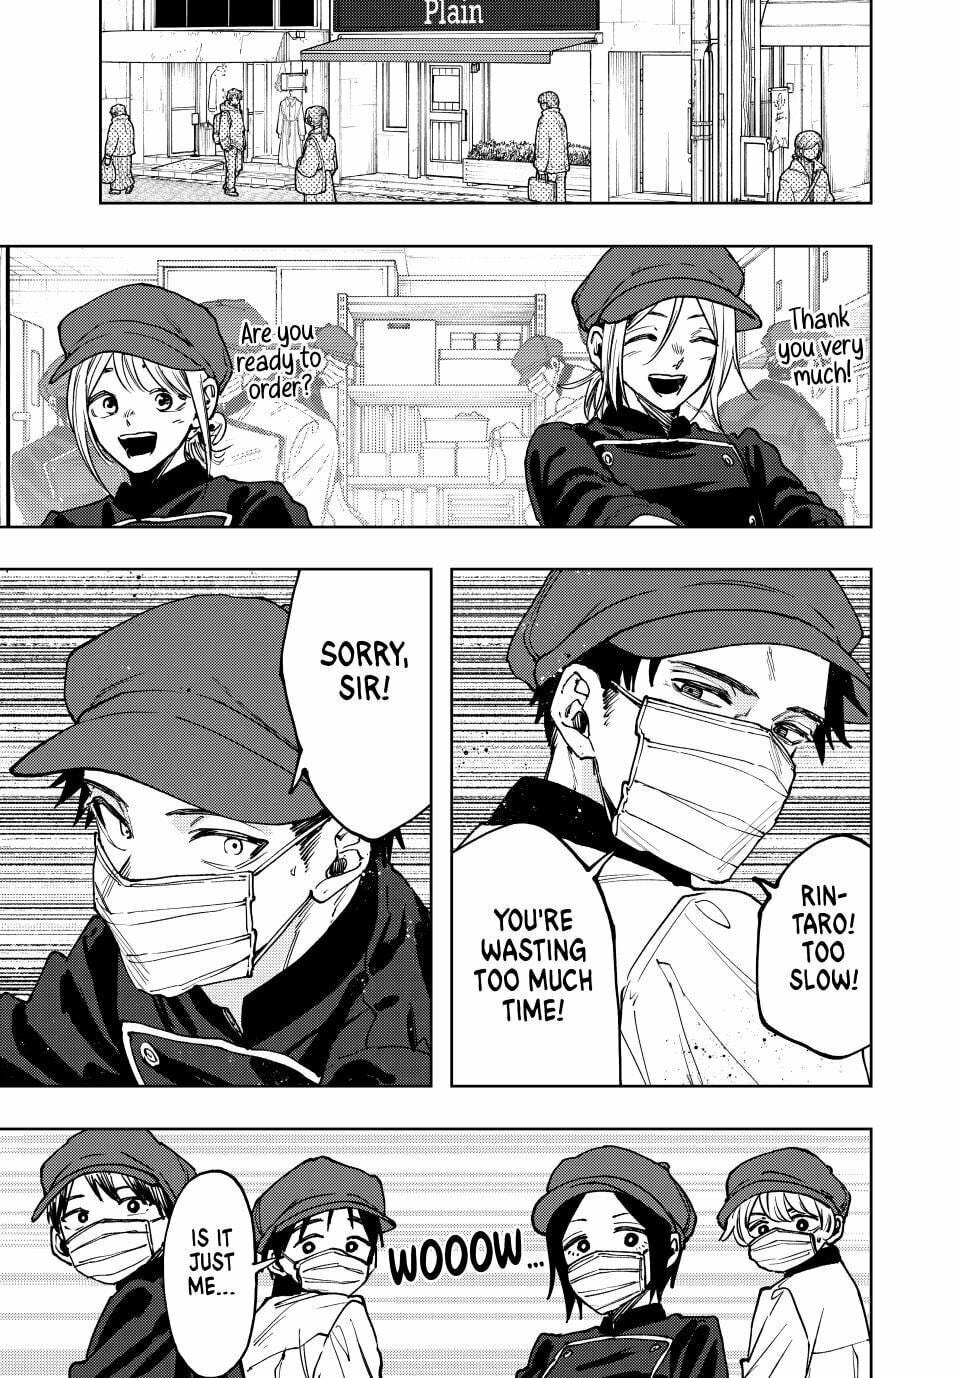 Plain
Thank
you very
much!
Are you
ready to
order?
RIN-
TARO!
TOO
SLOW!
YOU'RE
WASTING
TOO MUCH
TIME!
SORRY,
SIR!
WOOOW...
IS IT
JUST
ME...